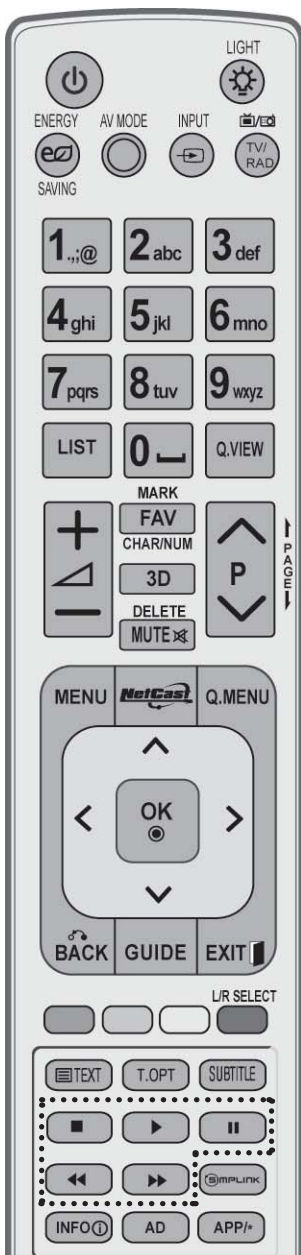 LIGHT
ENERGY AV MODE INPUT
TV/
RAD
SAVING
1.,;@ 2abc 3def
4ghi 5jkl 6mno
7pqrs 8tuv 9wxyz
LIST 0 Q.VIEW
MARK
FAV
CHAR/NUM
P
PAGE
3D
DELETE
MUTE
MENU NetCast Q.MENU
OK
BACK GUIDE EXIT
L/R SELECT
TEXT T.OPT SUBTITLE
SIMPLINK
INFO i AD APP/*